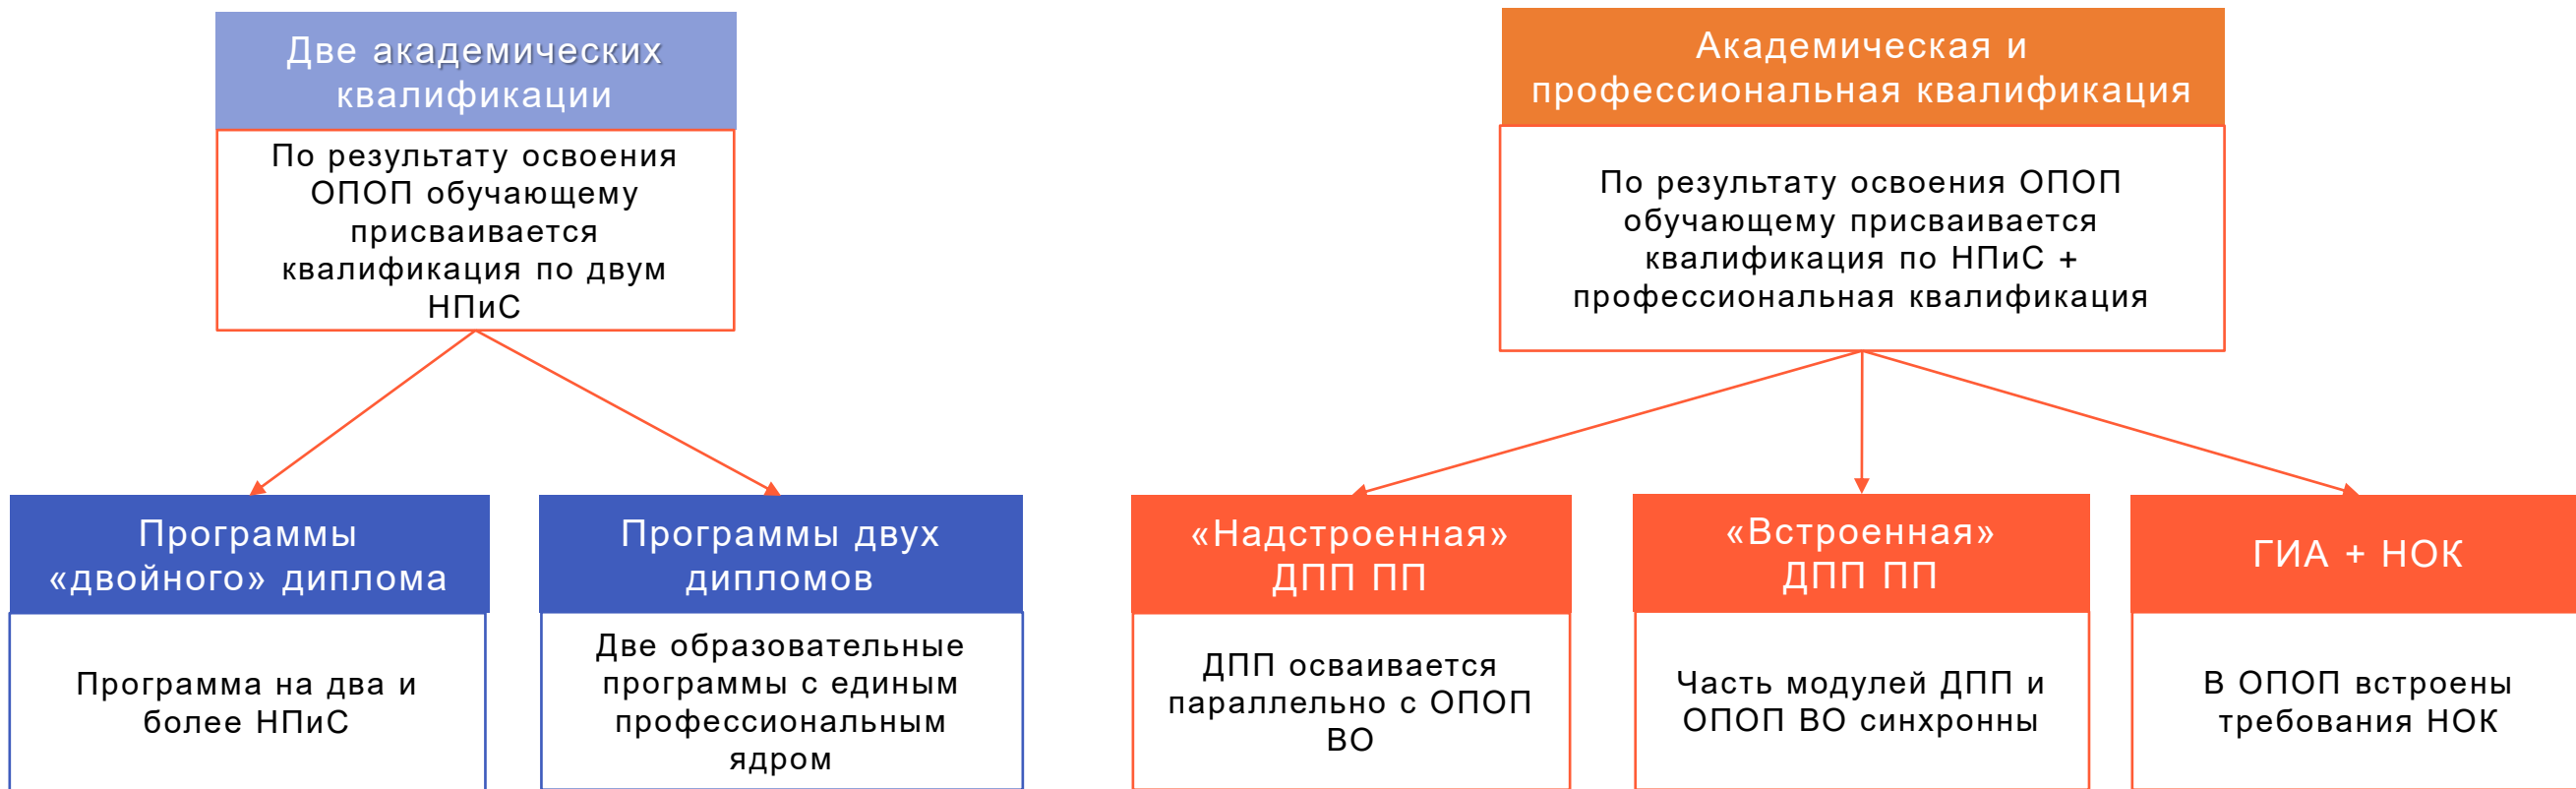 Две академических
квалификации
По результату освоения
ОПОП обучающему
присваивается
квалификация по двум
НПиС
Академическая и
профессиональная квалификация
По результату освоения ОПОП
обучающему присваивается
квалификация по НПиС +
профессиональная квалификация
Программы
«двойного» диплома
Программа на два и
более НПиС
Программы двух
дипломов
Две образовательные
программы с единым
профессиональным
ядром
«Надстроенная»
ДПП ПП
ДПП осваивается
параллельно с ОПОП
ВО
«Встроенная»
ДПП ПП
Часть модулей ДПП и
ОПОП ВО синхронны
ГИА + НОК
В ОПОП встроены
требования НОК